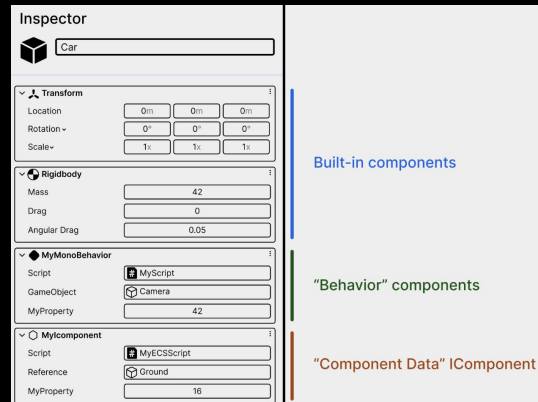 Inspector
Car
Transform
Location 0m 0m 0m
Rotation 0° 0° 0°
Scale 1x 1x 1x
Rigidbody
Mass 42
Drag 0
Angular Drag 0.05
MyMonoBehavior
Script # MyScript
GameObject Camera
MyProperty 42
MyIcomponent
Script # MyECSScript
Reference Ground
MyProperty 16
Built-in components
“Behavior” components
“Component Data” IComponent